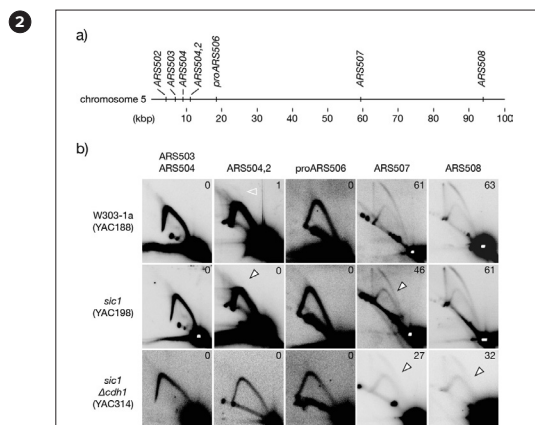 2
a)
ARS502
ARS503
ARS504
ARS504,2
proARS506
ARS507
ARS508
chromosome 5
(kbp) 10 20 30 40 50 60 70 80 90 100
b)
ARS503
ARS504
ARS504,2
proARS506
ARS507
ARS508
W303-1a
(YAC188)
0 1 0 61 63
sic1
(YAC198)
0 0 0 46 61
sic1
Δcdh1
(YAC314)
0 0 0 27 32